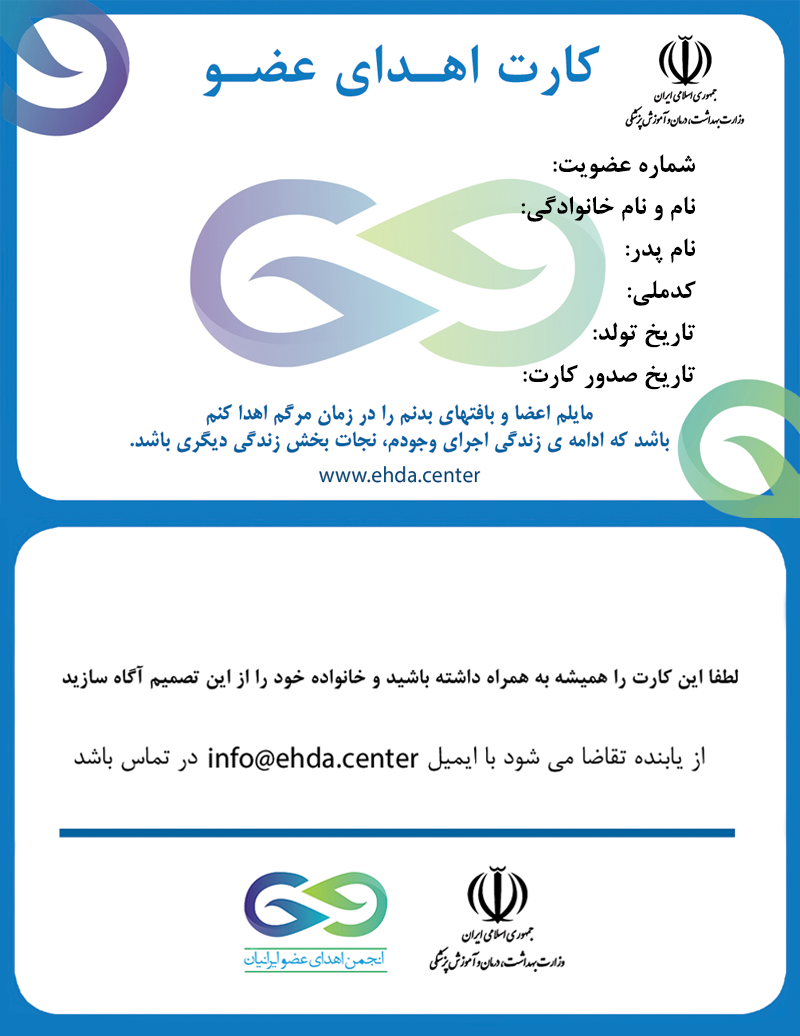 کارت اهـدای عضـو
جمهوری اسلامی ایران
وزارت بهداشت، درمان و آموزش پزشکی
شماره عضویت:
نام و نام خانوادگی:
نام پدر:
کدملی:
تاریخ تولد:
تاریخ صدور کارت:
مایلم اعضا و بافتهای بدنم را در زمان مرگم اهدا کنم
باشد که ادامه ی زندگی اجرای وجودم، نجات بخش زندگی دیگری باشد.
www.ehda.center
لطفا این کارت را همیشه به همراه داشته باشید و خانواده خود را از این تصمیم آگاه سازید
از یابنده تقاضا می شود با ایمیل info@ehda.center در تماس باشد
جمهوری اسلامی ایران
وزارت بهداشت، درمان و آموزش پزشکی
انجمن اهدای عضو ایرانیان